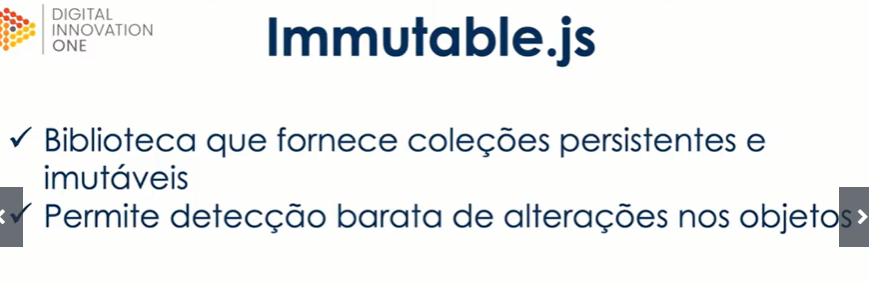 DIGITAL
INNOVATION
ONE
Immutable.js
✓ Biblioteca que fornece coleções persistentes e
imutáveis
✓ Permite detecção barata de alterações nos objetos